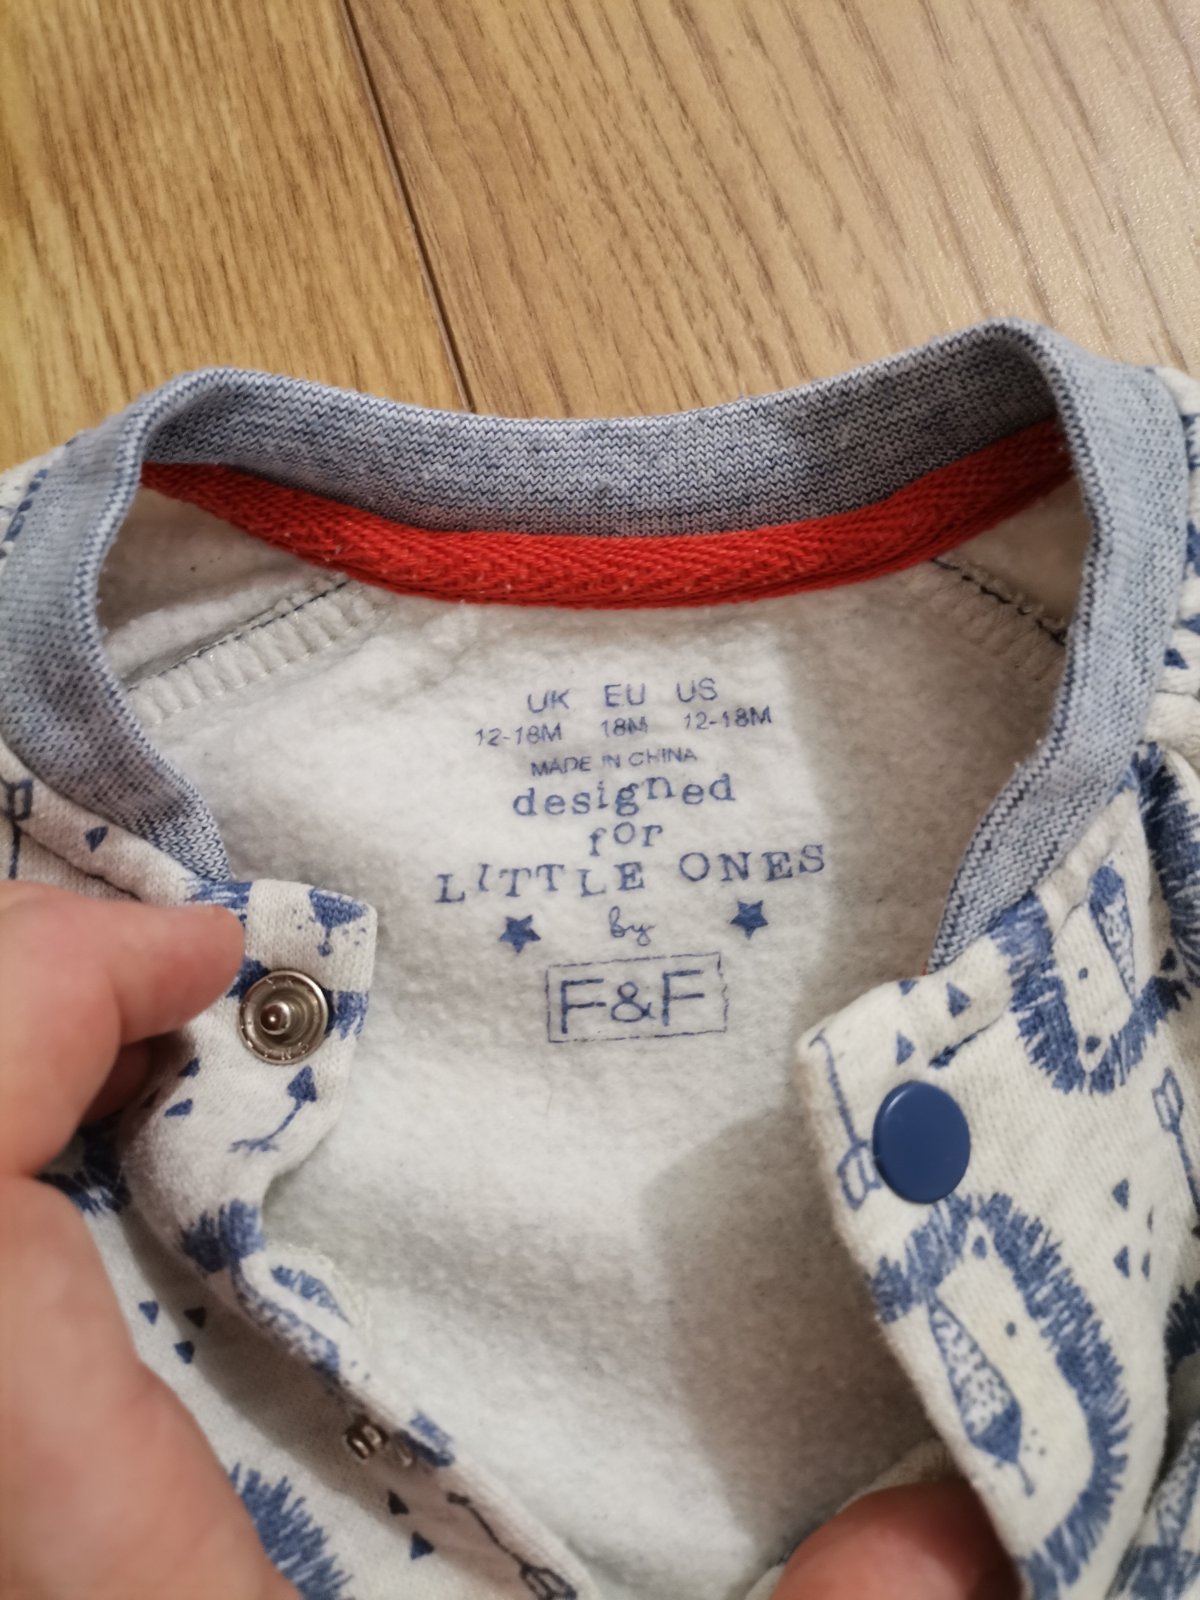 UK EU US
12-18M 18M 12-18M
MADE IN CHINA
designed
for
LITTLE ONES
by
F&F